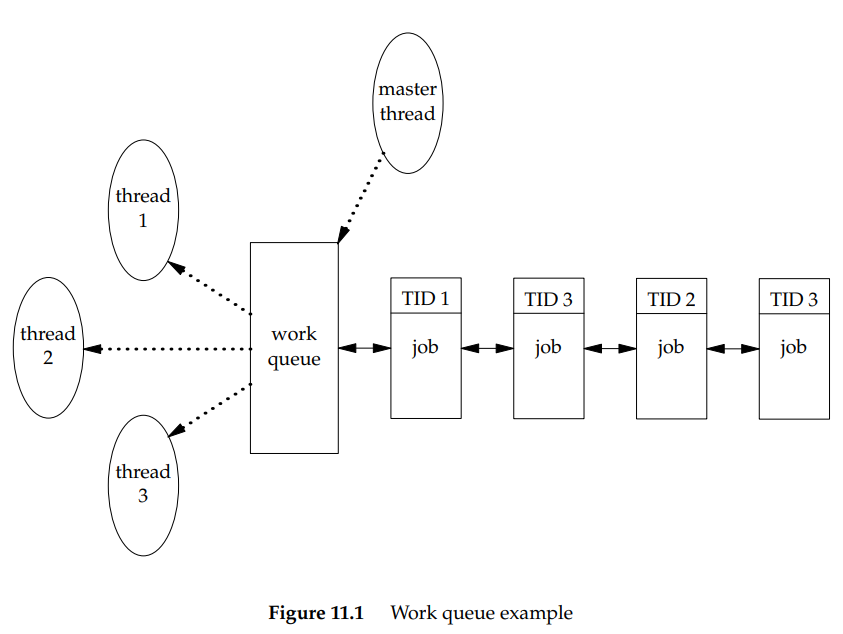 master
thread
thread
1
thread
2
thread
3
work
queue
TID 1
job
TID 3
job
TID 2
job
TID 3
job
Figure 11.1 Work queue example